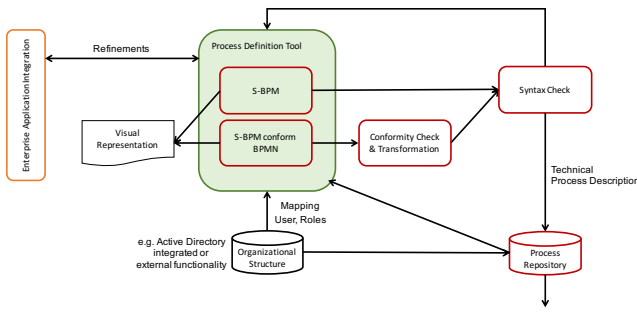 Enterprise Application Integration
Refinements
Process Definition Tool
S-BPM
Syntax Check
Visual
Representation
S-BPM conform
BPMN
Conformity Check
& Transformation
Technical
Process Description
Mapping
User, Roles
e.g. Active Directory
integrated or
external functionality
Organizational
Structure
Process
Repository